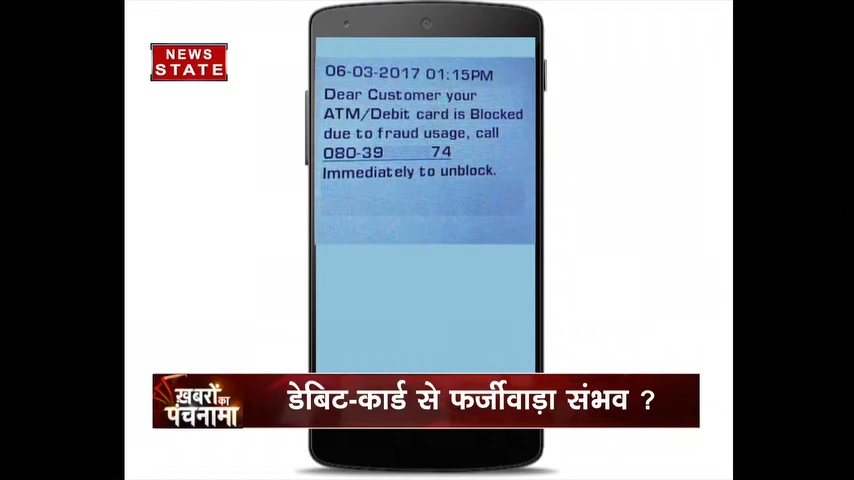 NEWS
STATE
06-03-2017 01:15PM
Dear Customer your
ATM/Debit card is Blocked
due to fraud usage, call
080-39 74
Immediately to unblock.
ख़बरों का
पंचनामा
डेबिट-कार्ड से फर्जीवाड़ा संभव ?